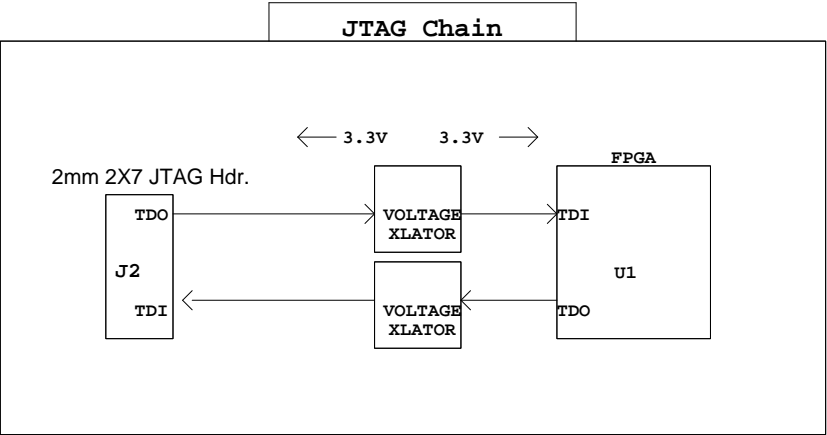 JTAG Chain
3.3V 3.3V
FPGA
2mm 2X7 JTAG Hdr.
TDO VOLTAGE TDI
XLATOR
J2 U1
TDI VOLTAGE TDO
XLATOR